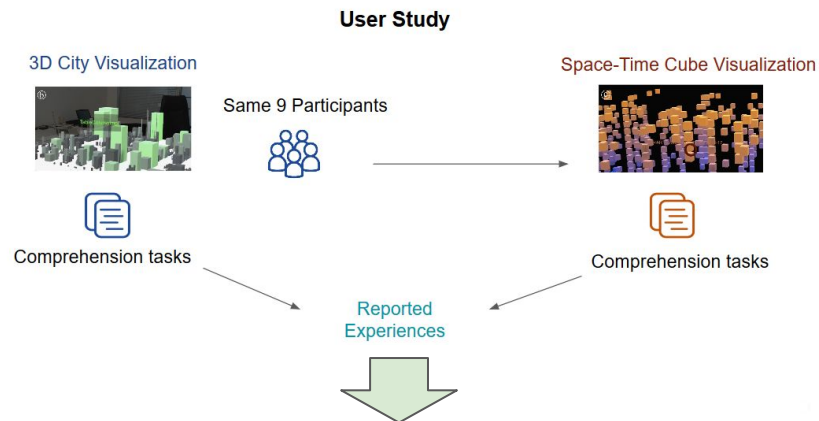 User Study
3D City Visualization
Space-Time Cube Visualization
Same 9 Participants
Comprehension tasks
Comprehension tasks
Reported
Experiences